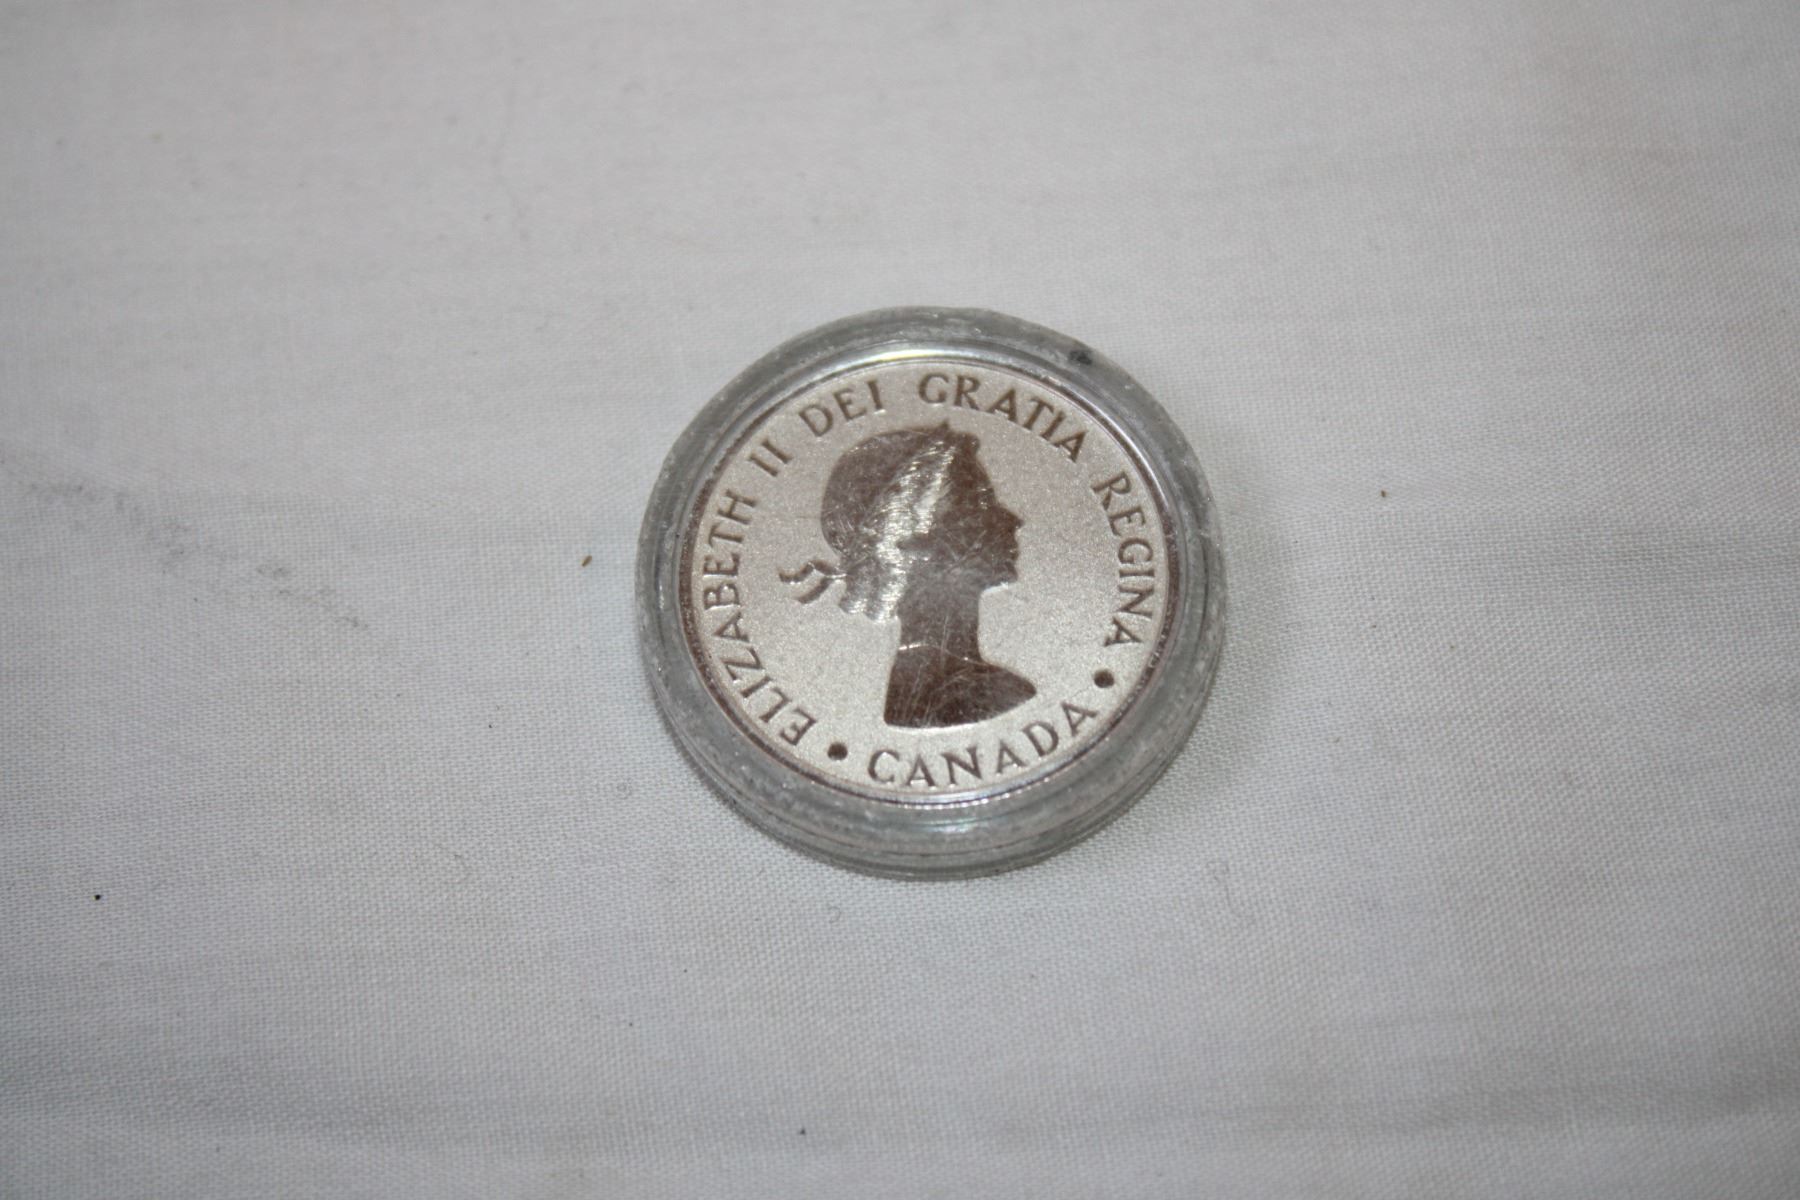 ELIZABETH II DEI GRATIA REGINA
• CANADA •